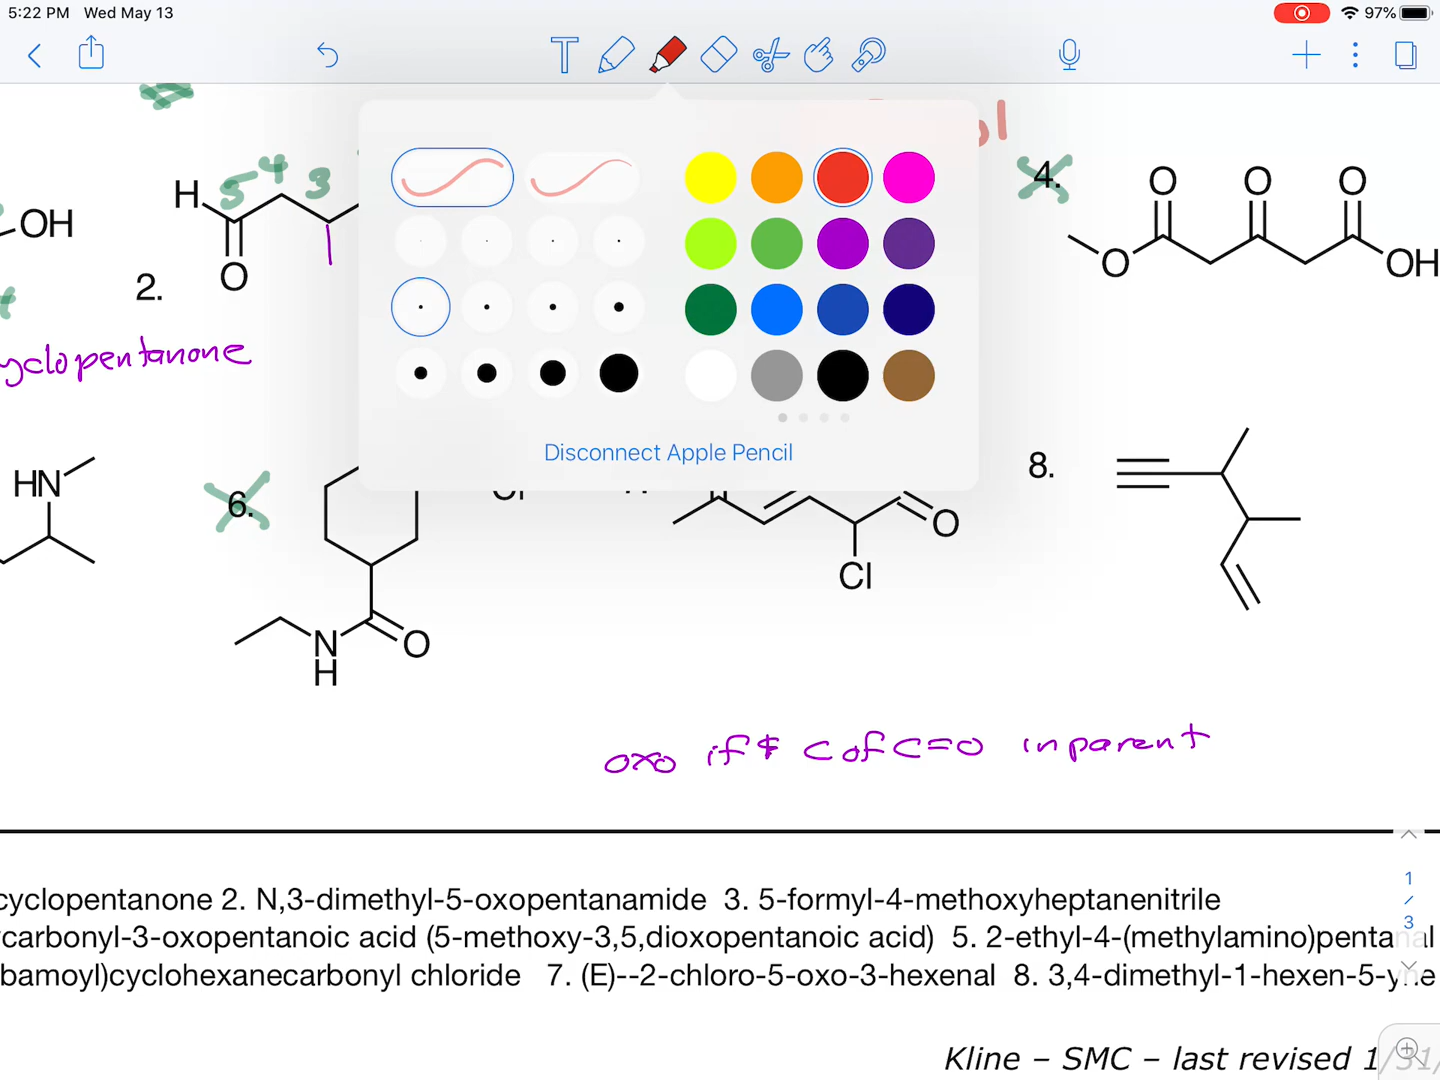 5:22 PM Wed May 13
97%
T
5 4 3
4.
H
OH
O
2.
O O O
O
OH
yclopentanone
Disconnect Apple Pencil
HN
6.
8.
O
Cl
N
H
O
oxo if C of C=O in parent
1
3
cyclopentanone 2. N,3-dimethyl-5-oxopentanamide 3. 5-formyl-4-methoxyheptanenitrile
carbonyl-3-oxopentanoic acid (5-methoxy-3,5,dioxopentanoic acid) 5. 2-ethyl-4-(methylamino)pentanal
bamoyl)cyclohexanecarbonyl chloride 7. (E)--2-chloro-5-oxo-3-hexenal 8. 3,4-dimethyl-1-hexen-5-yne
Kline – SMC – last revised 1/31/